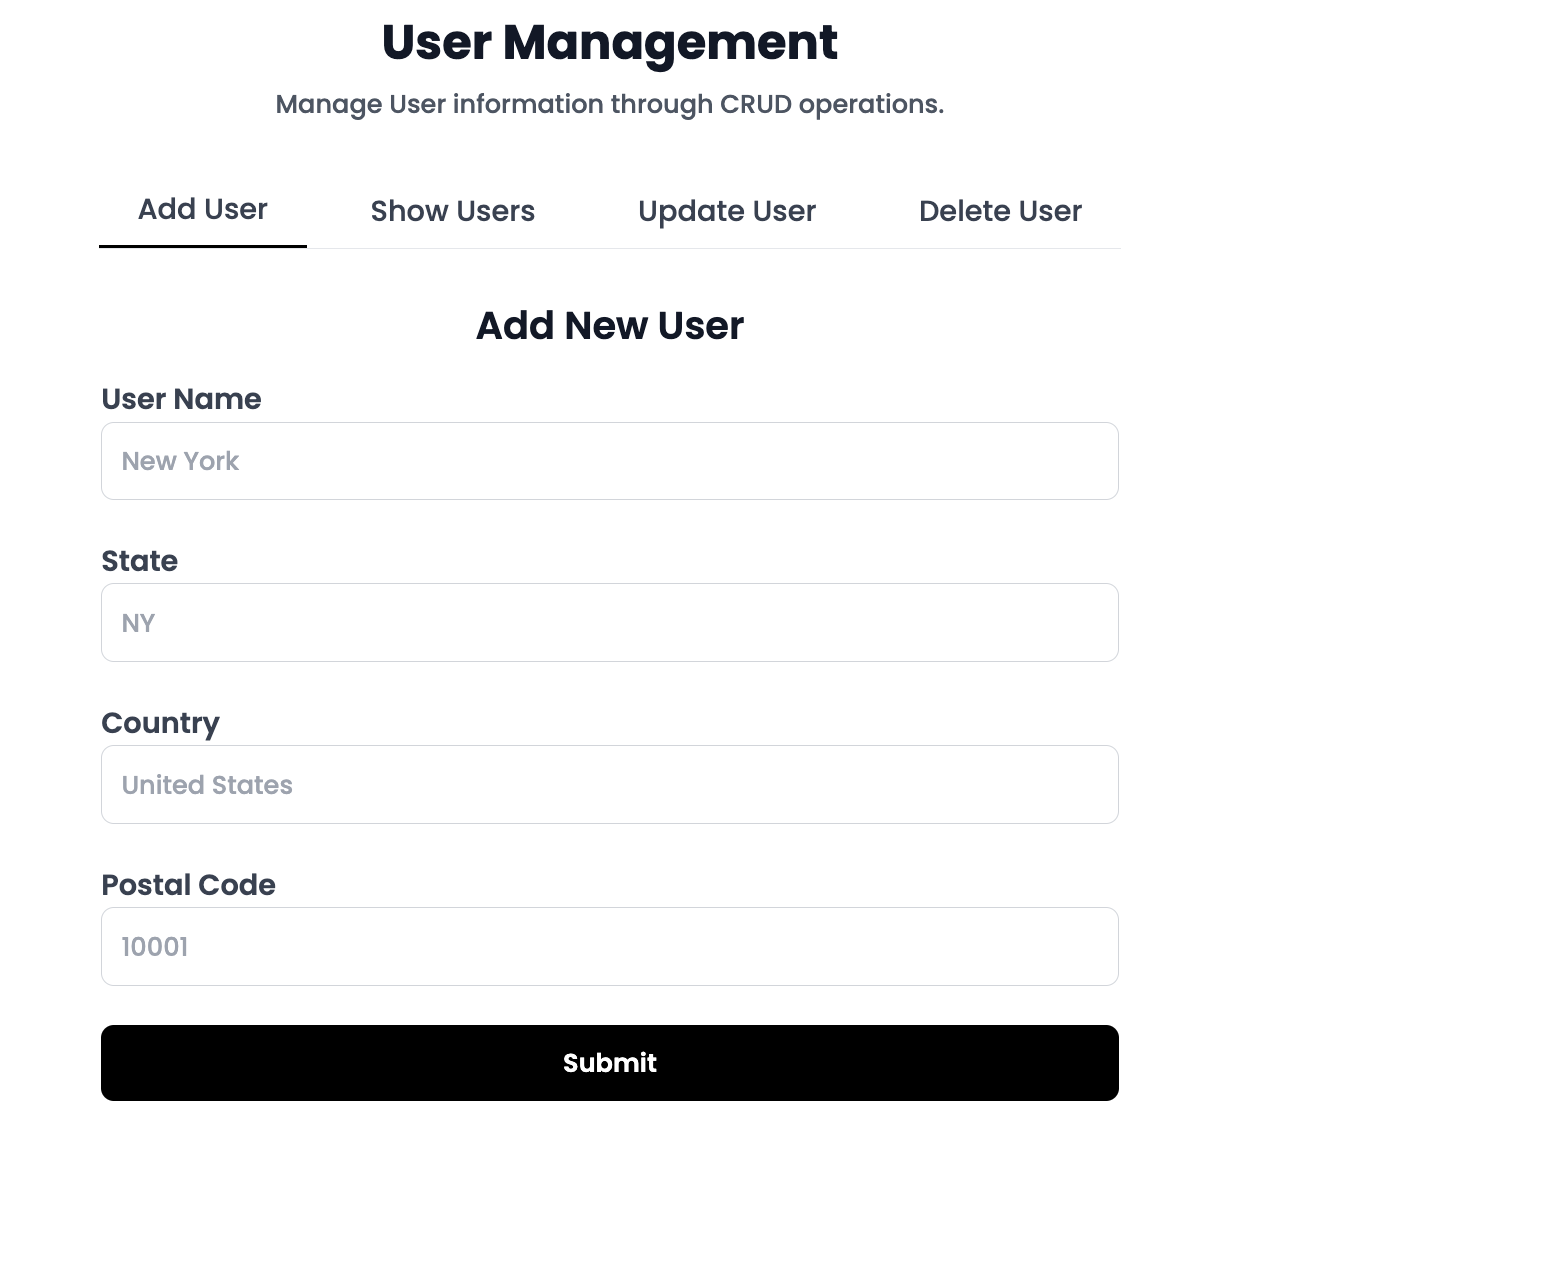 User Management
Manage User information through CRUD operations.
Add User Show Users Update User Delete User
Add New User
User Name
New York
State
NY
Country
United States
Postal Code
10001
Submit